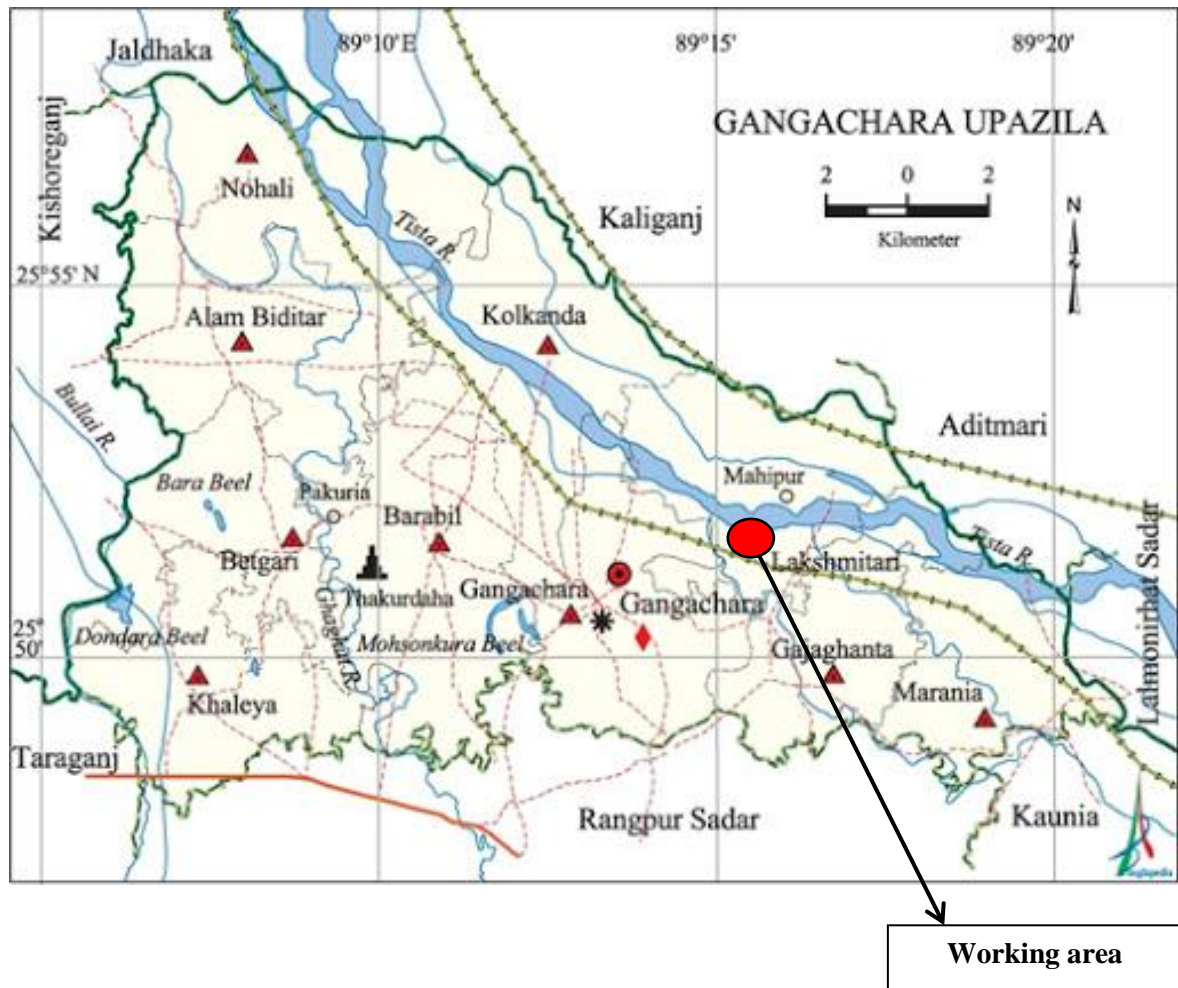 89°10' E
89°15'
89°20'
Jaldhaka
GANGACHARA UPAZILA
Kishoreganj
Nohali
2 0 2
Kilometer
N
Tista R.
Kaliganj
25°55' N
Alam Biditar
Kolkanda
Bullai R.
Aditmari
Bara Beel
Pakuria
Barabil
Mahipur
Betgari
Lakshmitari
Tista R.
Lalmonirhat Sadar
Thakurdaha
Gangachara
Gangachara
Ghaghat R.
Dondara Beel
Mohsonkura Beel
25°
50'
Gajaghanta
Khaleya
Marania
Taraganj
Rangpur Sadar
Kaunia
Banglapedia
Working area